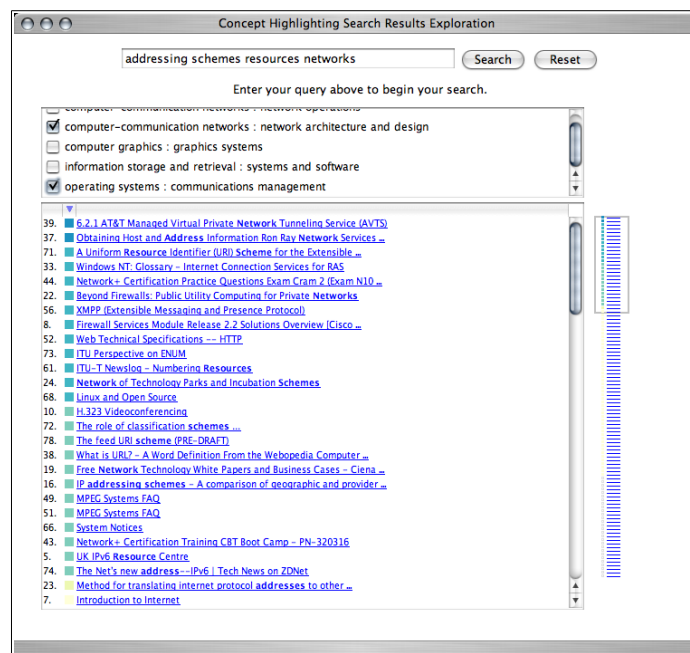 Concept Highlighting Search Results Exploration
addressing schemes resources networks
Search
Reset
Enter your query above to begin your search.
computer-communication networks : network operations
computer-communication networks : network architecture and design
computer graphics : graphics systems
information storage and retrieval : systems and software
operating systems : communications management
39. 6.2.1 AT&T Managed Virtual Private Network Tunneling Service (AVTS)
37. Obtaining Host and Address Information Ron Ray Network Services ...
71. A Uniform Resource Identifier (URI) Scheme for the Extensible ...
33. Windows NT: Glossary - Internet Connection Services for RAS
44. Network+ Certification Practice Questions Exam Cram 2 (Exam N10 ...
22. Beyond Firewalls: Public Utility Computing for Private Networks
56. XMPP (Extensible Messaging and Presence Protocol)
8. Firewall Services Module Release 2.2 Solutions Overview [Cisco ...
52. Web Technical Specifications -- HTTP
73. ITU Perspective on ENUM
61. ITU-T Newslog - Numbering Resources
24. Network of Technology Parks and Incubation Schemes
68. Linux and Open Source
10. H.323 Videoconferencing
72. The role of classification schemes ...
78. The feed URI scheme (PRE-DRAFT)
38. What is URL? - A Word Definition From the Webopedia Computer ...
19. Free Network Technology White Papers and Business Cases - Ciena ...
16. IP addressing schemes - A comparison of geographic and provider ...
49. MPEG Systems FAQ
51. MPEG Systems FAQ
66. System Notices
43. Network+ Certification Training CBT Boot Camp - PN-320316
5. UK IPv6 Resource Centre
74. The Net's new address--IPv6 | Tech News on ZDNet
23. Method for translating internet protocol addresses to other ...
7. Introduction to Internet